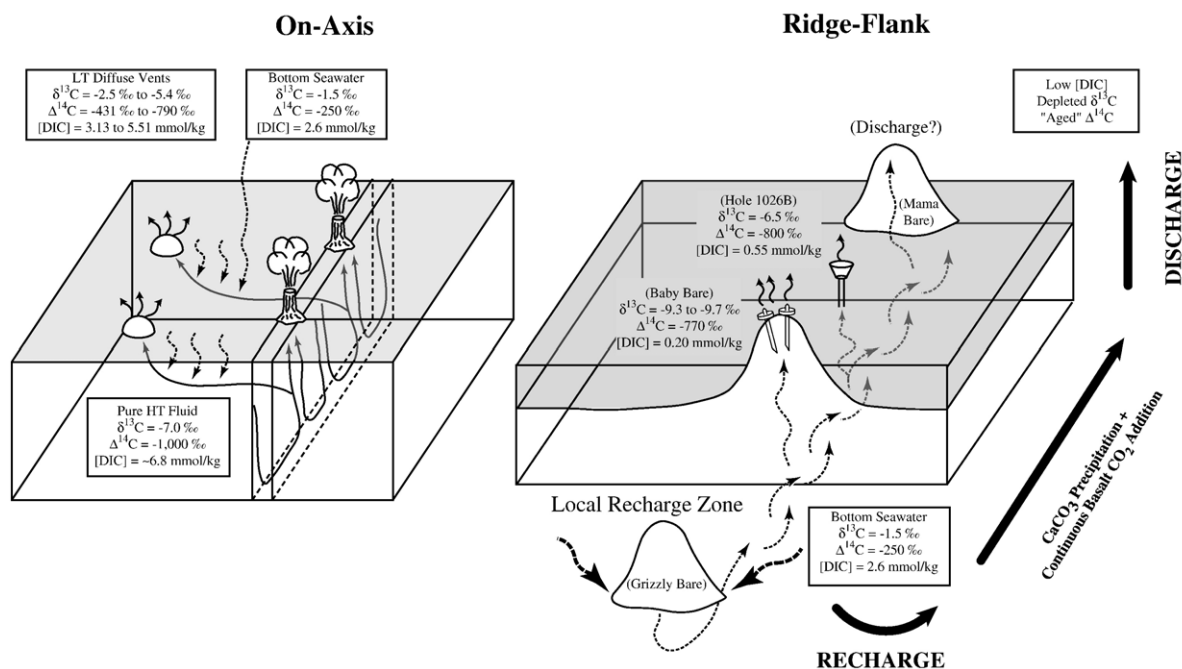 On-Axis
LT Diffuse Vents
δ¹³C = -2.5 ‰ to -5.4 ‰
Δ¹⁴C = -431 ‰ to -790 ‰
[DIC] = 3.13 to 5.51 mmol/kg
Bottom Seawater
δ¹³C = -1.5 ‰
Δ¹⁴C = -250 ‰
[DIC] = 2.6 mmol/kg
Pure HT Fluid
δ¹³C = -7.0 ‰
Δ¹⁴C = -1,000 ‰
[DIC] = ~6.8 mmol/kg
Ridge-Flank
Low [DIC]
Depleted δ¹³C
"Aged" Δ¹⁴C
(Discharge?)
(Mama
Bare)
(Hole 1026B)
δ¹³C = -6.5 ‰
Δ¹⁴C = -800 ‰
[DIC] = 0.55 mmol/kg
(Baby Bare)
δ¹³C = -9.3 to -9.7 ‰
Δ¹⁴C = -770 ‰
[DIC] = 0.20 mmol/kg
DISCHARGE
CaCO₃ Precipitation +
Continuous Basalt CO₂ Addition
Local Recharge Zone
(Grizzly Bare)
Bottom Seawater
δ¹³C = -1.5 ‰
Δ¹⁴C = -250 ‰
[DIC] = 2.6 mmol/kg
RECHARGE